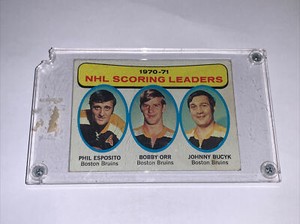 1970-71
NHL SCORING LEADERS
PHIL ESPOSITO BOBBY ORR JOHNNY BUCYK
Boston Bruins Boston Bruins Boston Bruins